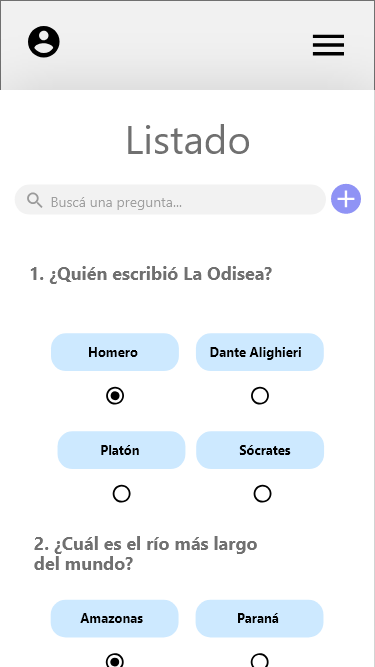 Listado
Buscá una pregunta...
1. ¿Quién escribió La Odisea?
Homero
Dante Alighieri
Platón
Sócrates
2. ¿Cuál es el río más largo
del mundo?
Amazonas
Paraná